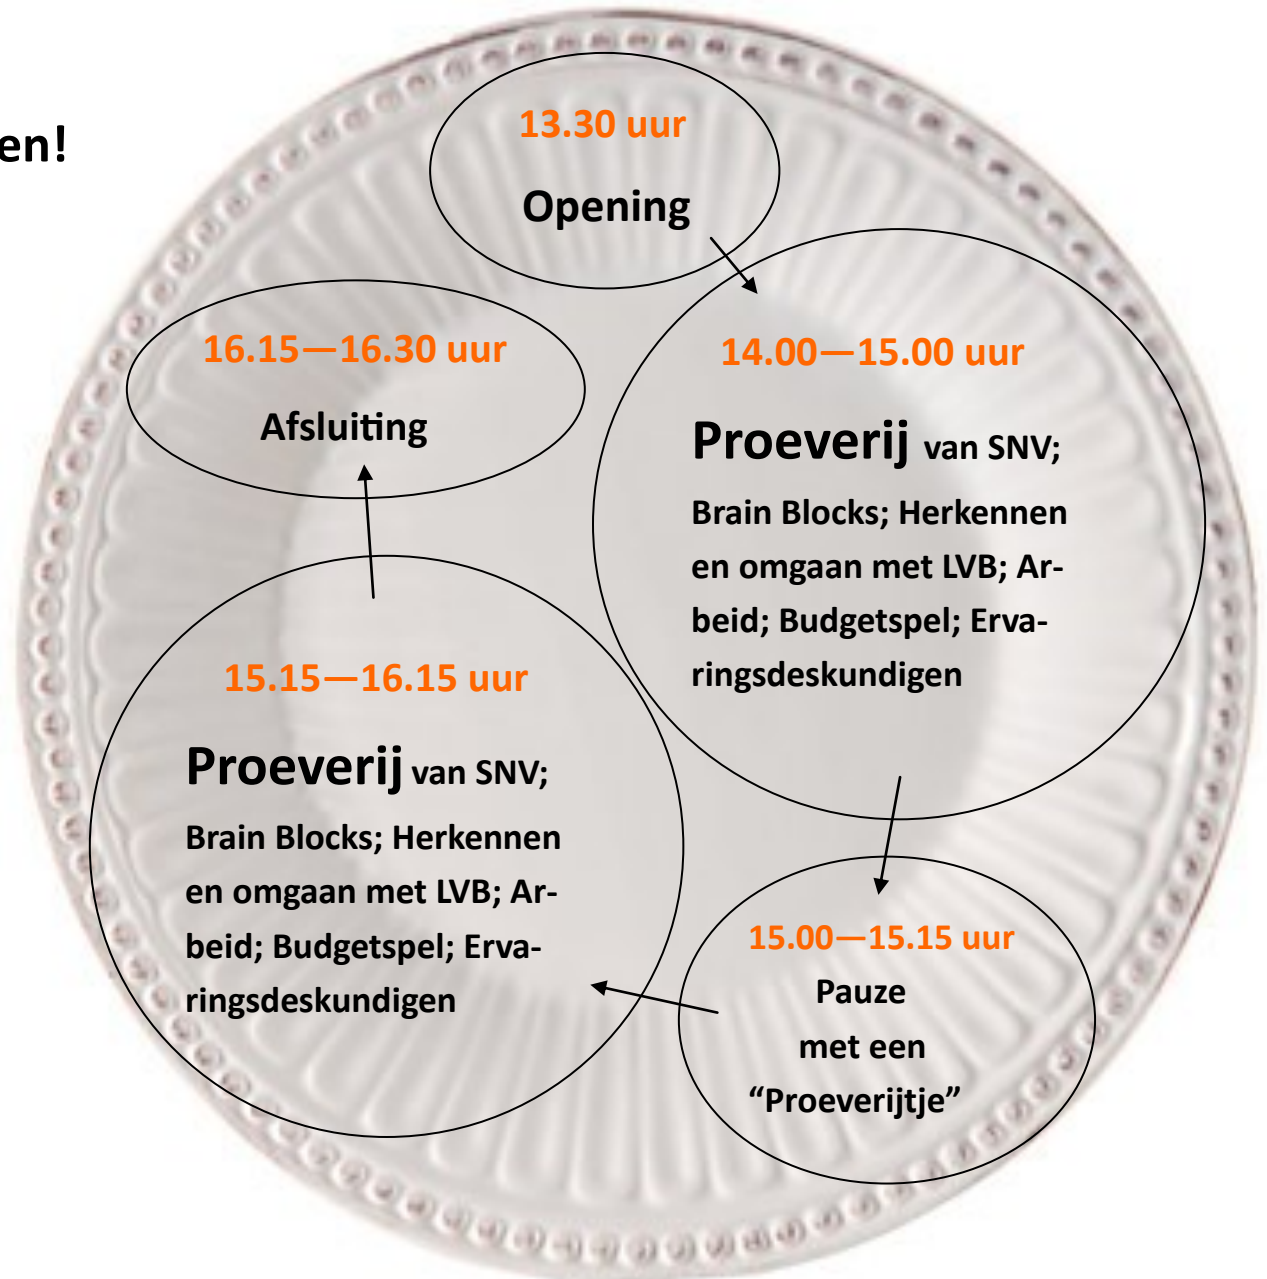 en!
13.30 uur
Opening
14.00—15.00 uur
Proeverij van SNV;
Brain Blocks; Herkennen
en omgaan met LVB; Ar-
beid; Budgetspel; Erva-
ringsdeskundigen
15.00—15.15 uur
Pauze
met een
“Proeverijtje”
15.15—16.15 uur
Proeverij van SNV;
Brain Blocks; Herkennen
en omgaan met LVB; Ar-
beid; Budgetspel; Erva-
ringsdeskundigen
16.15—16.30 uur
Afsluiting